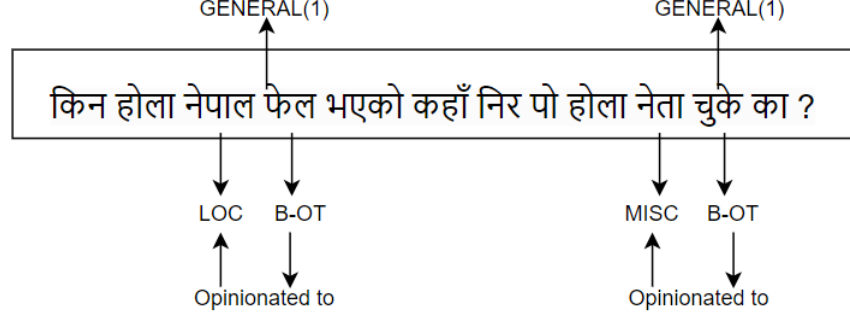 GENERAL(1) GENERAL(1)
किन होला नेपाल फेल भएको कहाँ निर पो होला नेता चुके का ?
LOC B-OT MISC B-OT
Opinionated to Opinionated to